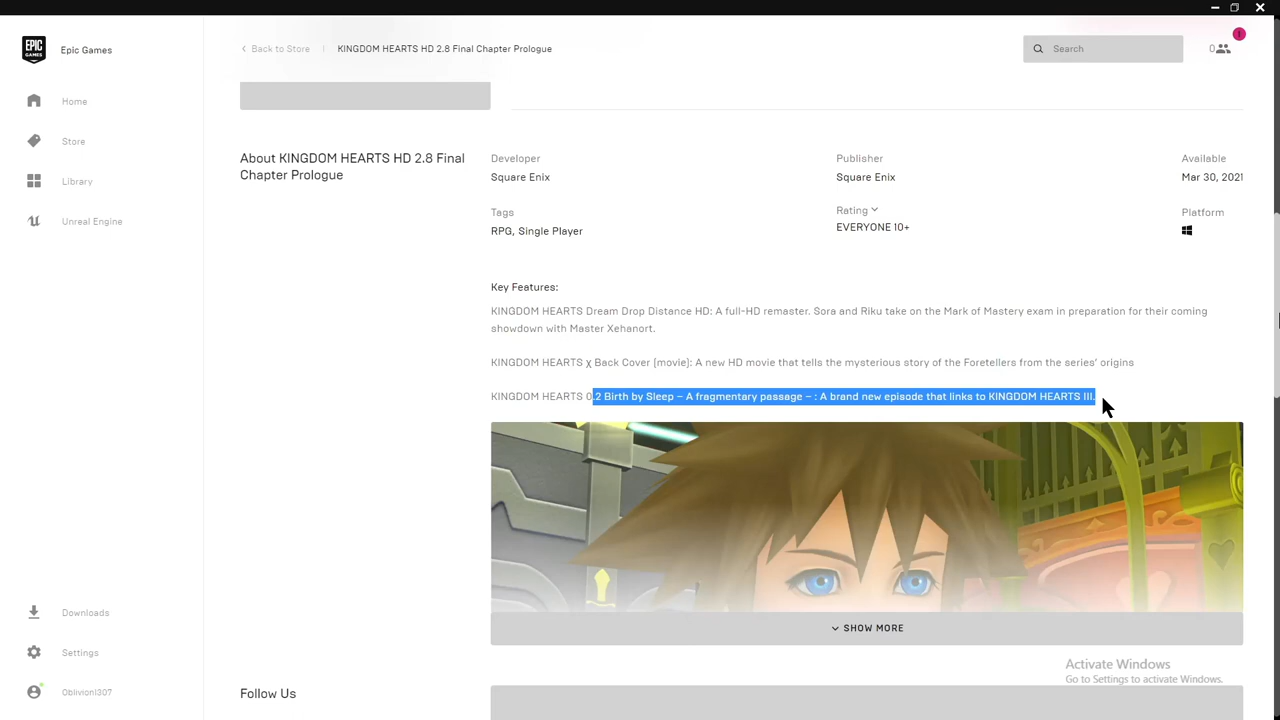 EPIC GAMES
Epic Games
Back to Store
KINGDOM HEARTS HD 2.8 Final Chapter Prologue
Search
0
Home
Store
Library
Unreal Engine
About KINGDOM HEARTS HD 2.8 Final
Chapter Prologue
Developer
Square Enix
Publisher
Square Enix
Available
Mar 30, 2021
Tags
RPG, Single Player
Rating
EVERYONE 10+
Platform
Key Features:
KINGDOM HEARTS Dream Drop Distance HD: A full-HD remaster. Sora and Riku take on the Mark of Mastery exam in preparation for their coming
showdown with Master Xehanort.
KINGDOM HEARTS χ Back Cover (movie): A new HD movie that tells the mysterious story of the Foretellers from the series' origins
KINGDOM HEARTS 0.2 Birth by Sleep – A fragmentary passage – : A brand new episode that links to KINGDOM HEARTS III.
SHOW MORE
Downloads
Settings
Oblivion1307
Activate Windows
Go to Settings to activate Windows.
Follow Us